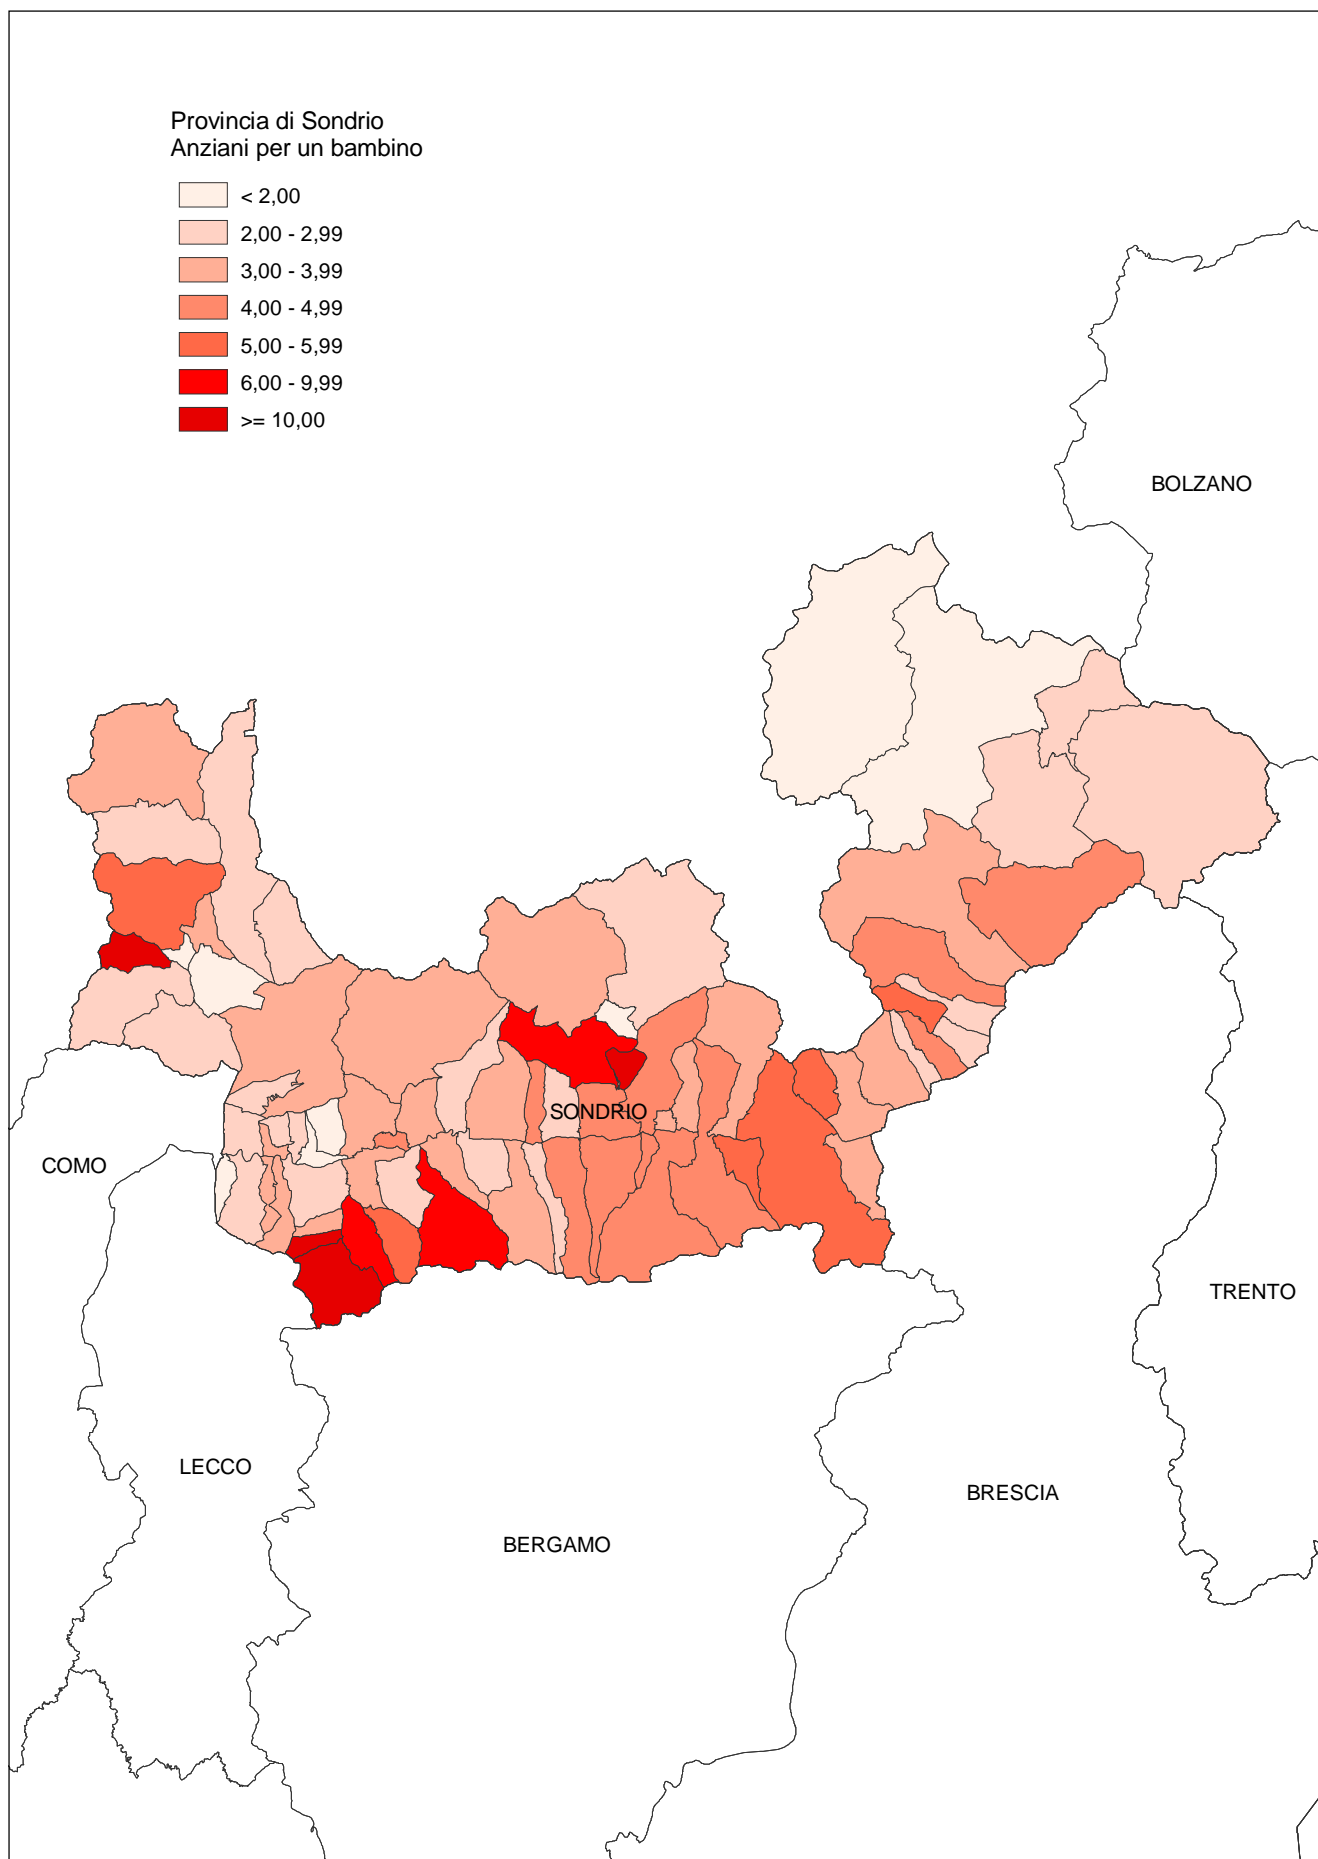 Provincia di Sondrio
Anziani per un bambino
< 2,00
2,00 - 2,99
3,00 - 3,99
4,00 - 4,99
5,00 - 5,99
6,00 - 9,99
>= 10,00
BOLZANO
SONDRIO
COMO
TRENTO
LECCO
BRESCIA
BERGAMO